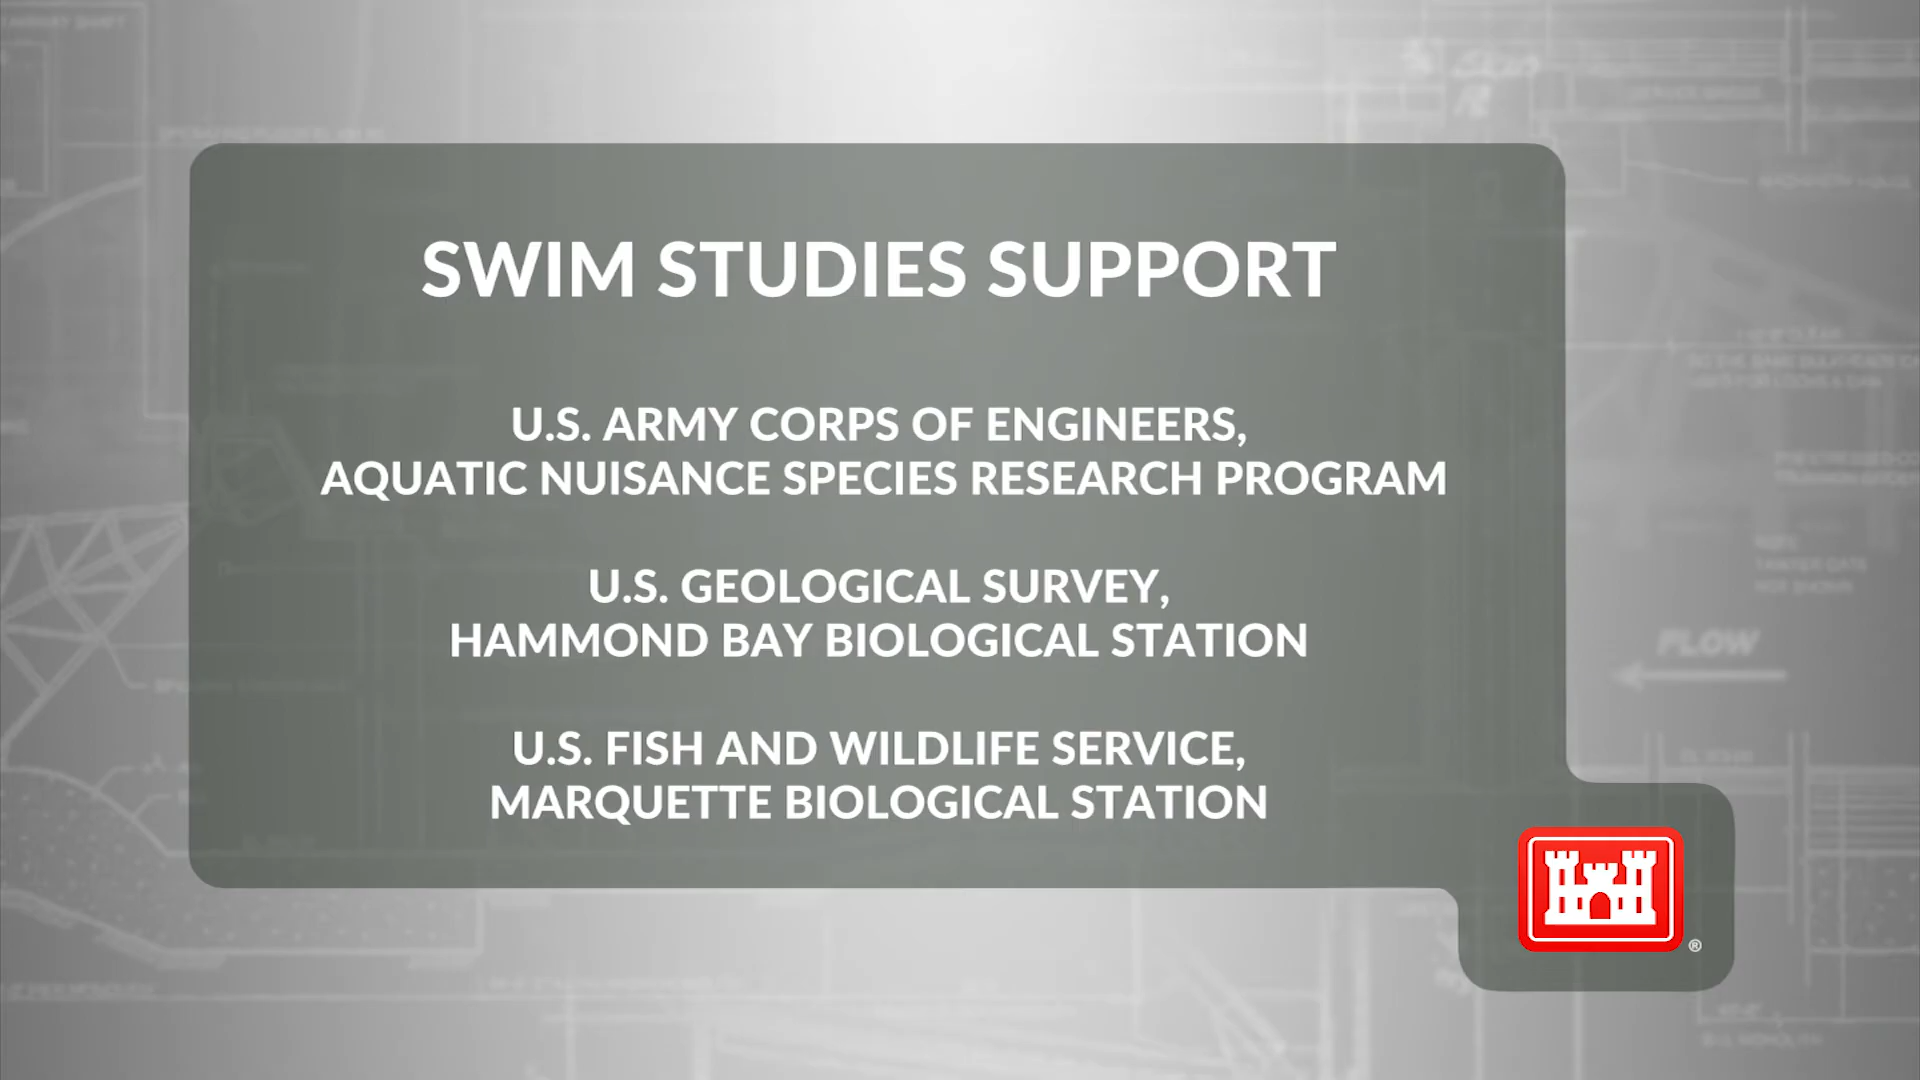 SWIM STUDIES SUPPORT
U.S. ARMY CORPS OF ENGINEERS,
AQUATIC NUISANCE SPECIES RESEARCH PROGRAM
U.S. GEOLOGICAL SURVEY,
HAMMOND BAY BIOLOGICAL STATION
U.S. FISH AND WILDLIFE SERVICE,
MARQUETTE BIOLOGICAL STATION
FLOW
®